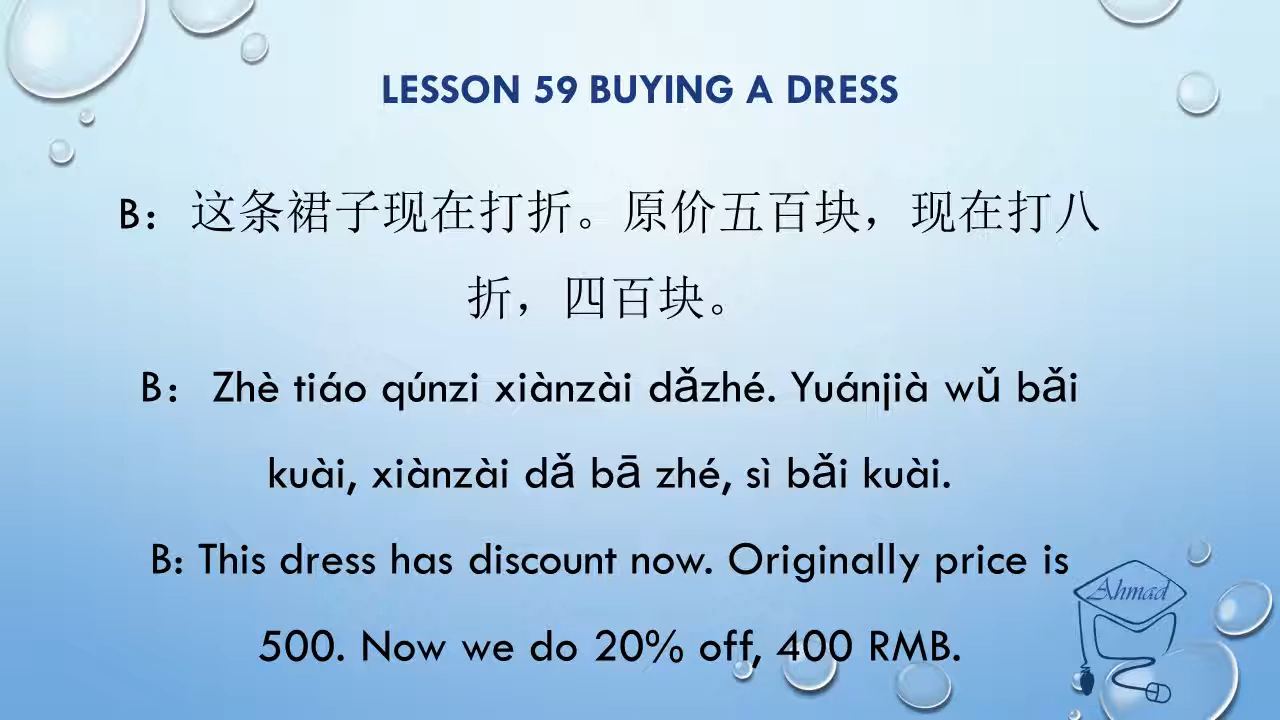 LESSON 59 BUYING A DRESS
B：这条裙子现在打折。原价五百块，现在打八
折，四百块。
B：Zhè tiáo qúnzi xiànzài dǎzhé. Yuánjià wǔ bǎi
kuài, xiànzài dǎ bā zhé, sì bǎi kuài.
B: This dress has discount now. Originally price is
500. Now we do 20% off, 400 RMB.
Ahmad